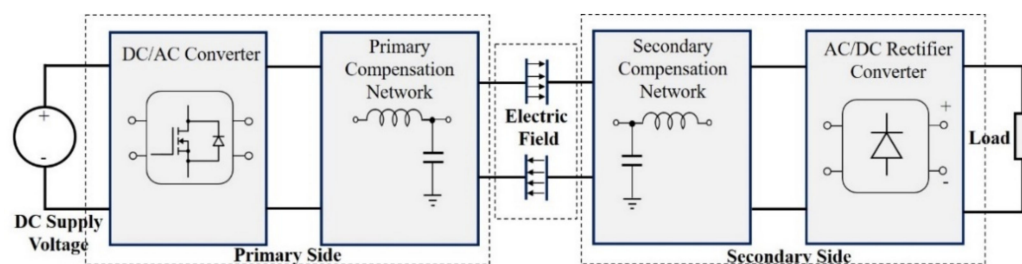 DC/AC Converter
Primary
Compensation
Network
Electric
Field
Secondary
Compensation
Network
AC/DC Rectifier
Converter
+
-
+
-
Load
DC Supply
Voltage
Primary Side
Secondary Side